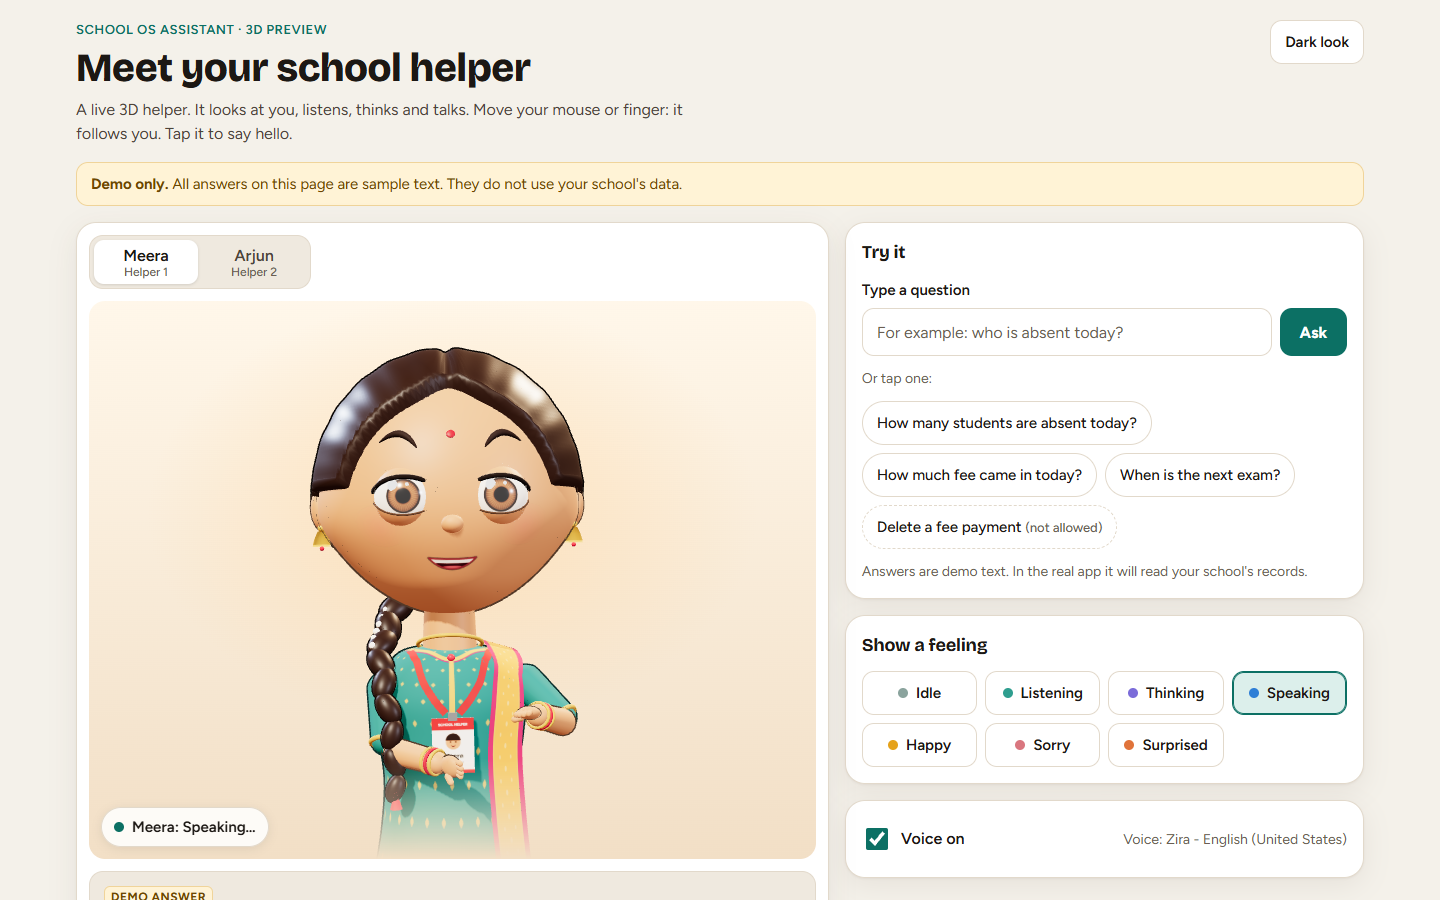 SCHOOL OS ASSISTANT · 3D PREVIEW
Meet your school helper
Dark look
A live 3D helper. It looks at you, listens, thinks and talks. Move your mouse or finger: it
follows you. Tap it to say hello.
Demo only. All answers on this page are sample text. They do not use your school's data.
Meera
Helper 1
Arjun
Helper 2
SCHOOL HELPER
Meera: Speaking...
DEMO ANSWER
Try it
Type a question
For example: who is absent today?
Ask
Or tap one:
How many students are absent today?
How much fee came in today?
When is the next exam?
Delete a fee payment (not allowed)
Answers are demo text. In the real app it will read your school's records.
Show a feeling
Idle
Listening
Thinking
Speaking
Happy
Sorry
Surprised
Voice on
Voice: Zira - English (United States)